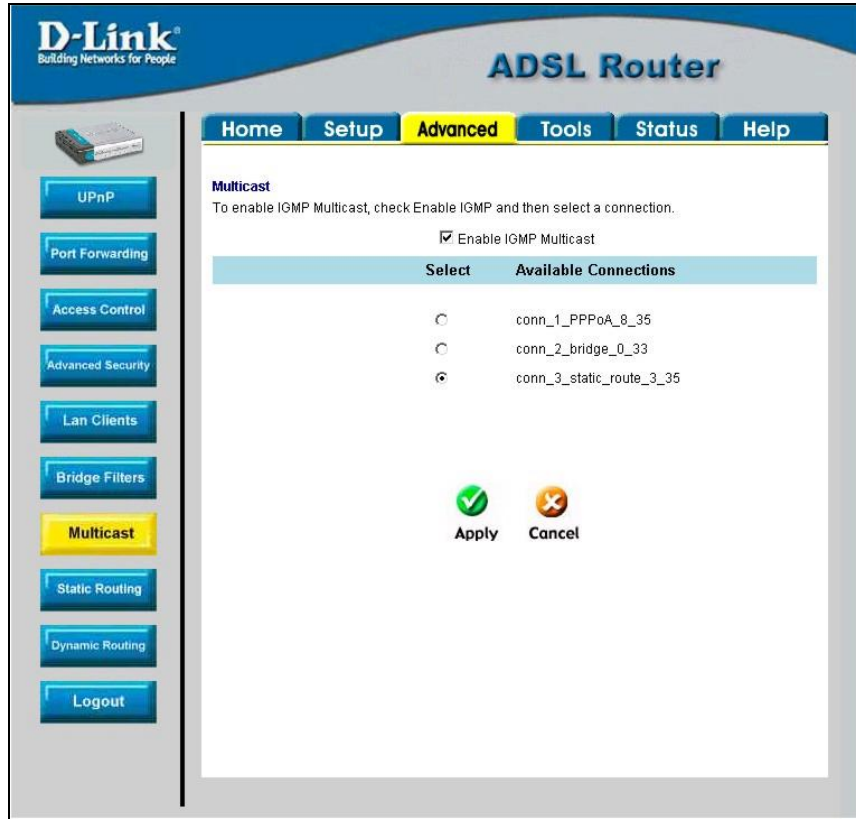 D-Link®
Building Networks for People
ADSL Router
Home Setup Advanced Tools Status Help
UPnP
Port Forwarding
Access Control
Advanced Security
Lan Clients
Bridge Filters
Multicast
Static Routing
Dynamic Routing
Logout
Multicast
To enable IGMP Multicast, check Enable IGMP and then select a connection.
Enable IGMP Multicast
Select Available Connections
conn_1_PPPoA_8_35
conn_2_bridge_0_33
conn_3_static_route_3_35
Apply Cancel